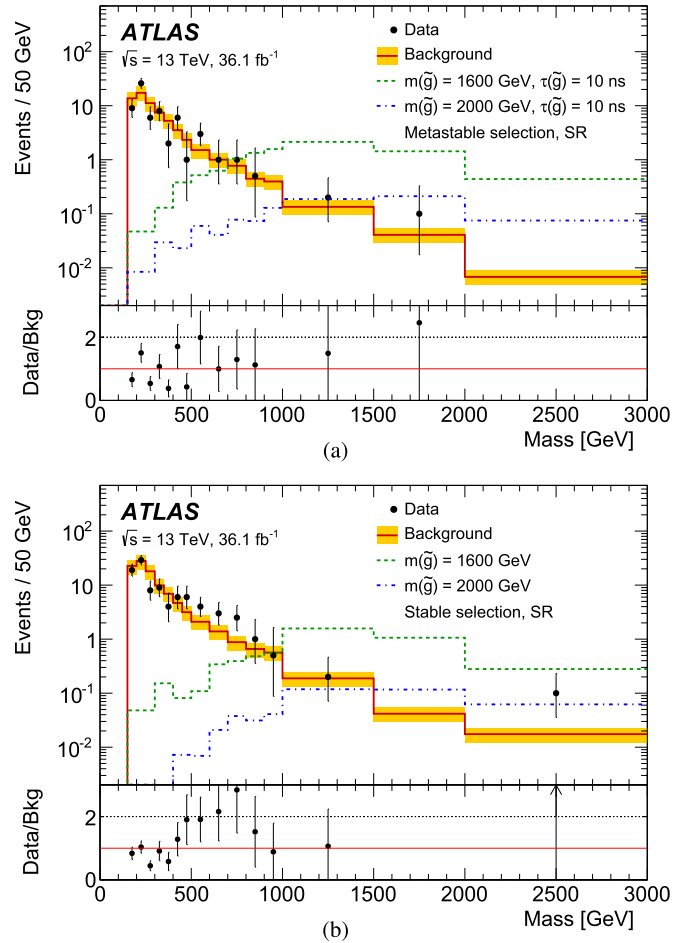 ATLAS
√s = 13 TeV, 36.1 fb⁻¹
Data
Background
m(g̃) = 1600 GeV, τ(g̃) = 10 ns
m(g̃) = 2000 GeV, τ(g̃) = 10 ns
Metastable selection, SR
Events / 50 GeV
10²
10
1
10⁻¹
10⁻²
Data/Bkg
2
0
0 500 1000 1500 2000 2500 3000
Mass [GeV]
(a)
ATLAS
√s = 13 TeV, 36.1 fb⁻¹
Data
Background
m(g̃) = 1600 GeV
m(g̃) = 2000 GeV
Stable selection, SR
Events / 50 GeV
10²
10
1
10⁻¹
10⁻²
Data/Bkg
2
0
0 500 1000 1500 2000 2500 3000
Mass [GeV]
(b)